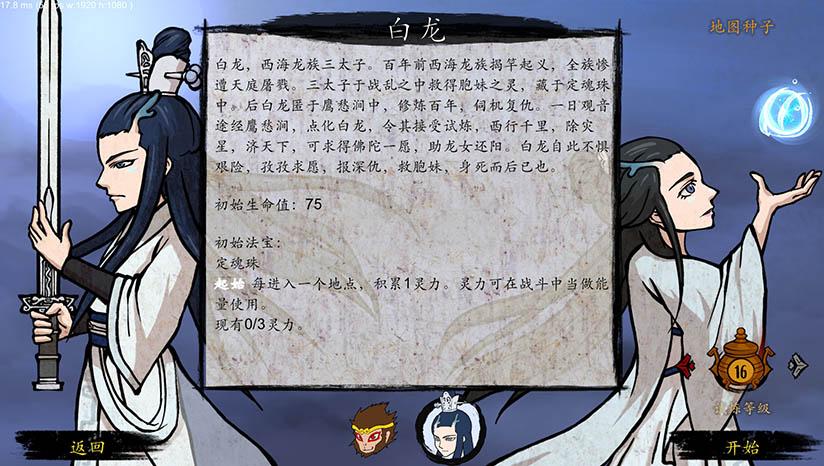 17.8 ms (5
ps w:1920 h:1080 )
白龙
地图种子
白龙，西海龙族三太子。百年前西海龙族揭竿起义，全族惨
遭天庭屠戮。三太子于战乱之中救得胞妹之灵，藏于定魂珠
中。后白龙匿于鹰愁涧中，修炼百年，伺机复仇。一日观音
途经鹰愁涧，点化白龙，令其接受试炼，西行千里，除灾
星，济天下，可求得佛陀一愿，助龙女还阳。白龙自此不惧
艰险，孜孜求愿，报深仇，救胞妹，身死而后已也。
初始生命值：75
初始法宝：
定魂珠
起始 每进入一个地点，积累1灵力。灵力可在战斗中当做能
量使用。
现有0/3灵力。
16
等级
返回
开始